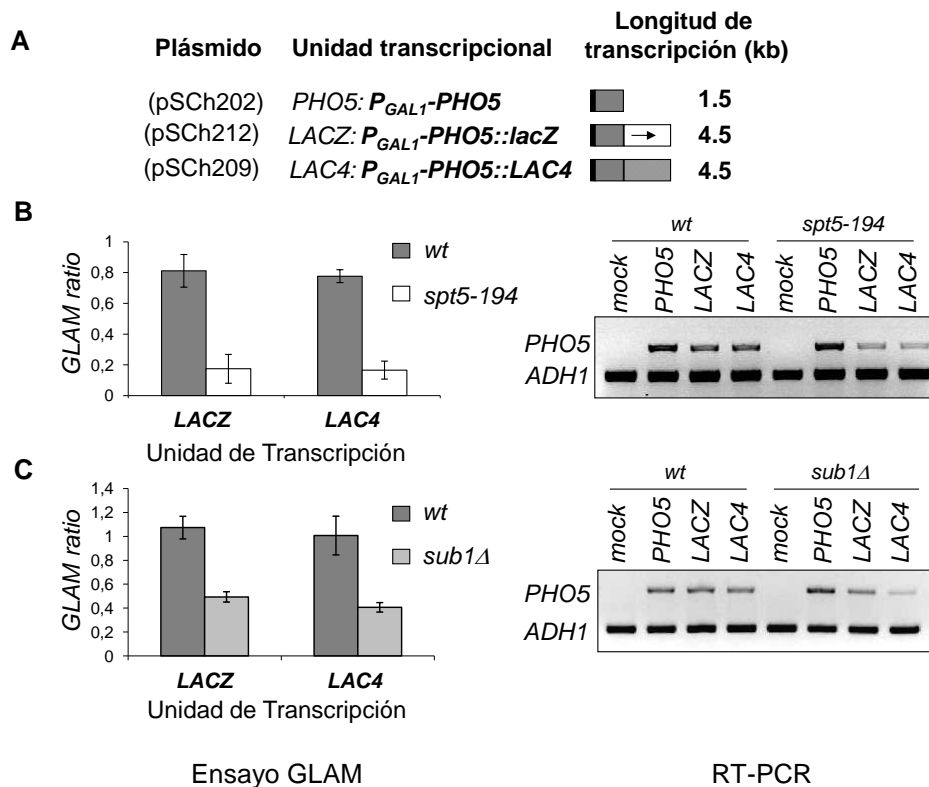 A
Plásmido Unidad transcripcional Longitud de transcripción (kb)
(pSCh202) PHO5: PGAL1-PHO5 1.5
(pSCh212) LACZ: PGAL1-PHO5::lacZ 4.5
(pSCh209) LAC4: PGAL1-PHO5::LAC4 4.5
B
GLAM ratio
1
0,8
0,6
0,4
0,2
0
wt
spt5-194
LACZ LAC4
Unidad de Transcripción
wt spt5-194
mock PHO5 LACZ LAC4 mock PHO5 LACZ LAC4
PHO5
ADH1
C
GLAM ratio
1,4
1,2
1
0,8
0,6
0,4
0,2
0
wt
sub1Δ
LACZ LAC4
Unidad de Transcripción
wt sub1Δ
mock PHO5 LACZ LAC4 mock PHO5 LACZ LAC4
PHO5
ADH1
Ensayo GLAM RT-PCR